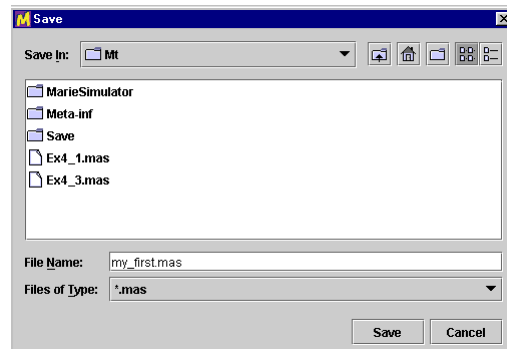 Save
Save In: Mt
MarieSimulator
Meta-inf
Save
Ex4_1.mas
Ex4_3.mas
File Name: my_first.mas
Files of Type: *.mas
Save Cancel